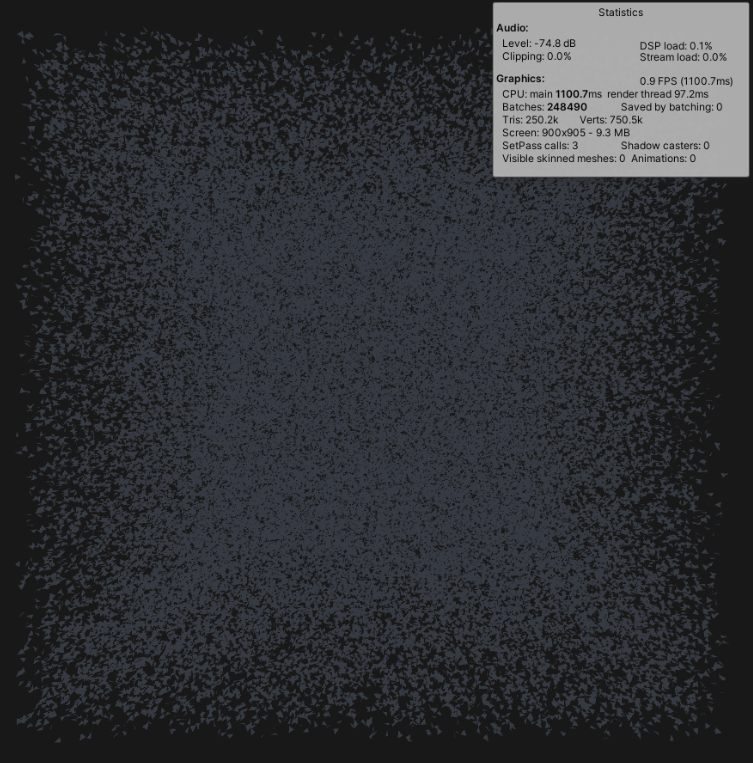 Statistics
Audio:
Level: -74.8 dB DSP load: 0.1%
Clipping: 0.0% Stream load: 0.0%
Graphics: 0.9 FPS (1100.7ms)
CPU: main 1100.7ms render thread 97.2ms
Batches: 248490 Saved by batching: 0
Tris: 250.2k Verts: 750.5k
Screen: 900x905 - 9.3 MB
SetPass calls: 3 Shadow casters: 0
Visible skinned meshes: 0 Animations: 0